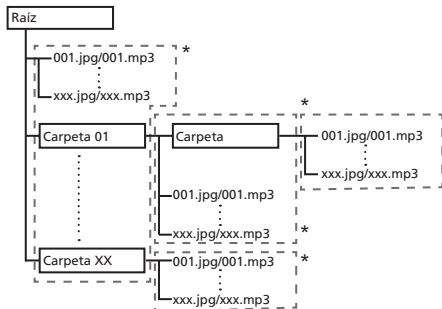 Raíz
001.jpg/001.mp3 *
xxx.jpg/xxx.mp3 *
Carpeta 01 Carpeta 001.jpg/001.mp3
xxx.jpg/xxx.mp3
001.jpg/001.mp3
xxx.jpg/xxx.mp3 *
Carpeta XX 001.jpg/001.mp3 *
xxx.jpg/xxx.mp3